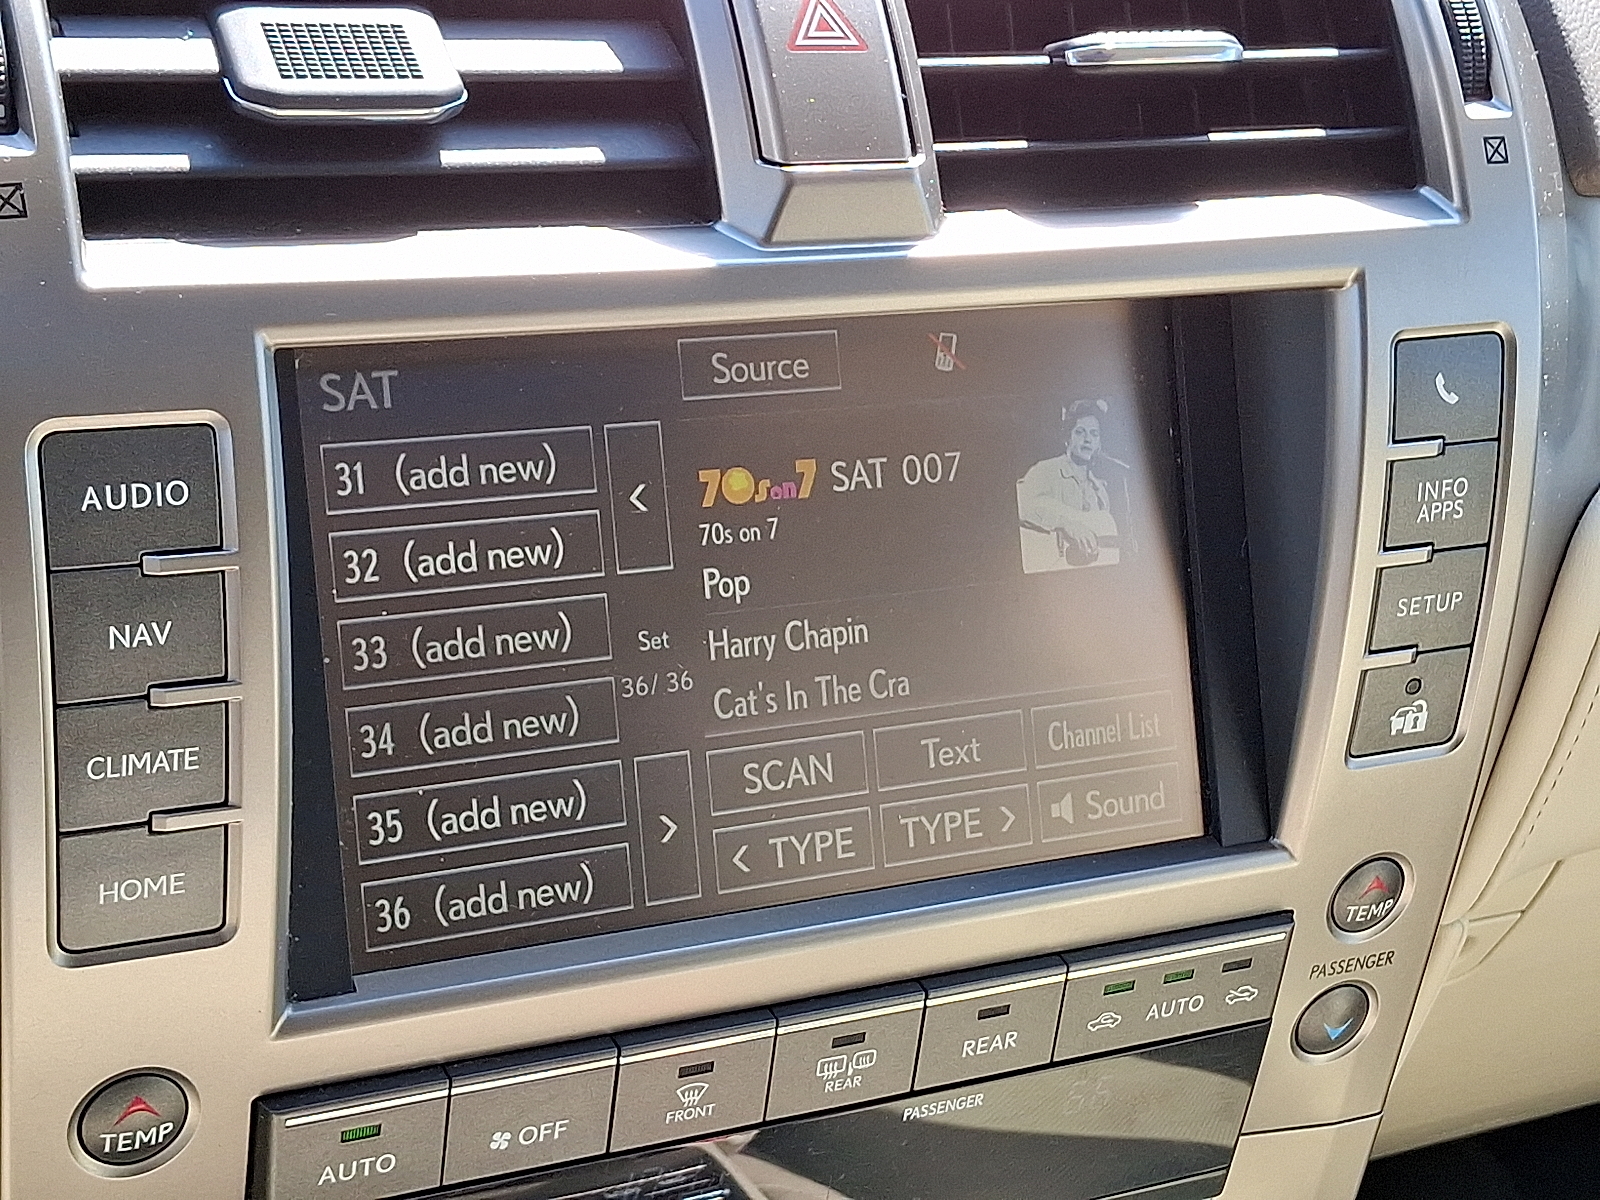 SAT
Source
31 (add new)
32 (add new)
33 (add new)
34 (add new)
35 (add new)
36 (add new)
<
Set
36/ 36
>
70son7 SAT 007
70s on 7
Pop
Harry Chapin
Cat's In The Cra
SCAN
Text
Channel List
< TYPE
TYPE >
Sound
AUDIO
NAV
CLIMATE
HOME
INFO
APPS
SETUP
TEMP
PASSENGER
TEMP
AUTO
OFF
FRONT
REAR
REAR
AUTO
PASSENGER